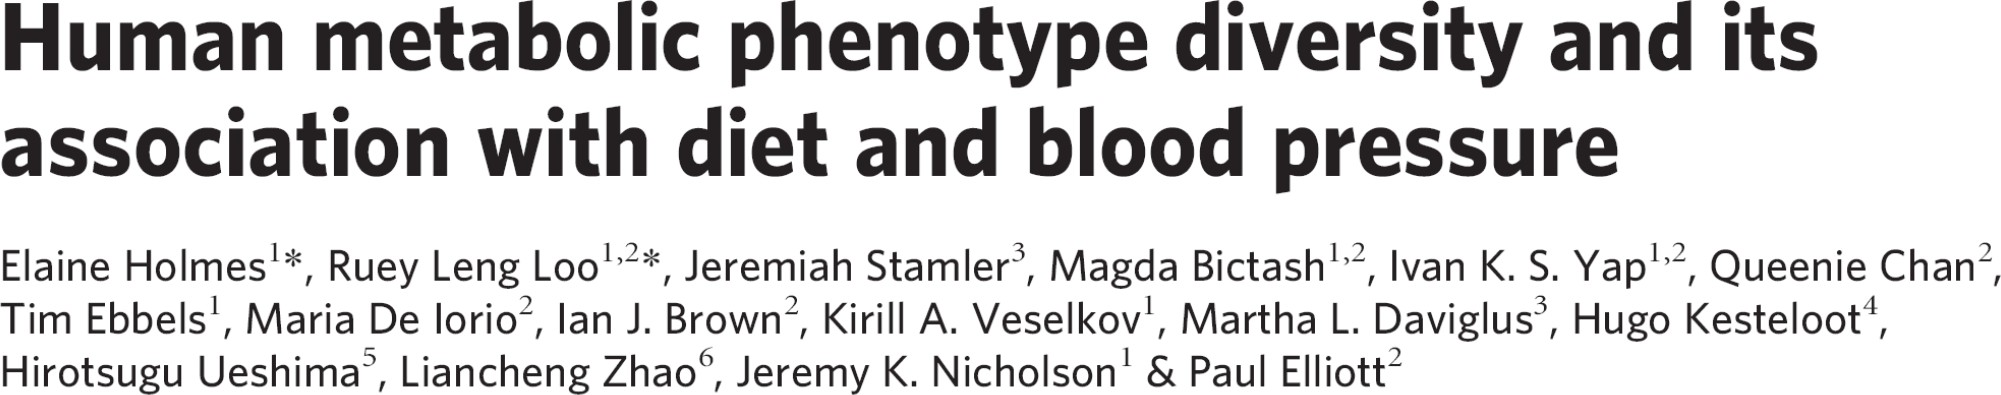 Human metabolic phenotype diversity and its
association with diet and blood pressure
Elaine Holmes1*, Ruey Leng Loo1,2*, Jeremiah Stamler3, Magda Bictash1,2, Ivan K. S. Yap1,2, Queenie Chan2,
Tim Ebbels1, Maria De Iorio2, Ian J. Brown2, Kirill A. Veselkov1, Martha L. Daviglus3, Hugo Kesteloot4,
Hirotsugu Ueshima5, Liancheng Zhao6, Jeremy K. Nicholson1 & Paul Elliott2